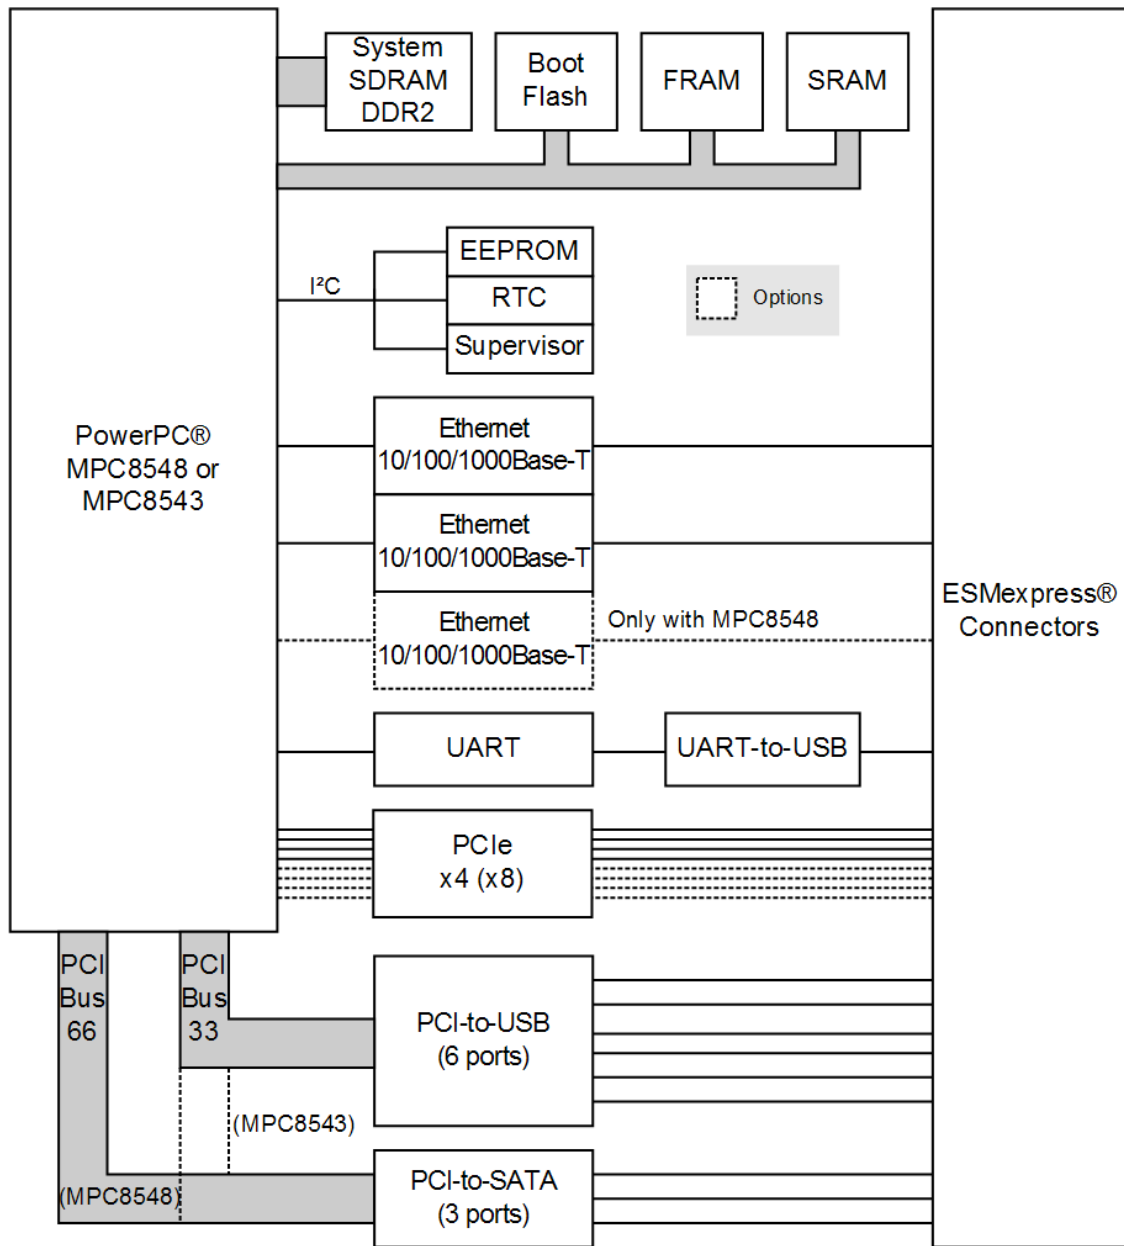 System
SDRAM
DDR2
Boot
Flash
FRAM
SRAM
EEPROM
I²C
RTC
Options
Supervisor
PowerPC®
MPC8548 or
MPC8543
Ethernet
10/100/1000Base-T
Ethernet
10/100/1000Base-T
Ethernet
10/100/1000Base-T
Only with MPC8548
ESMexpress®
Connectors
UART
UART-to-USB
PCIe
x4 (x8)
PCI
Bus
66
PCI
Bus
33
PCI-to-USB
(6 ports)
(MPC8543)
(MPC8548)
PCI-to-SATA
(3 ports)